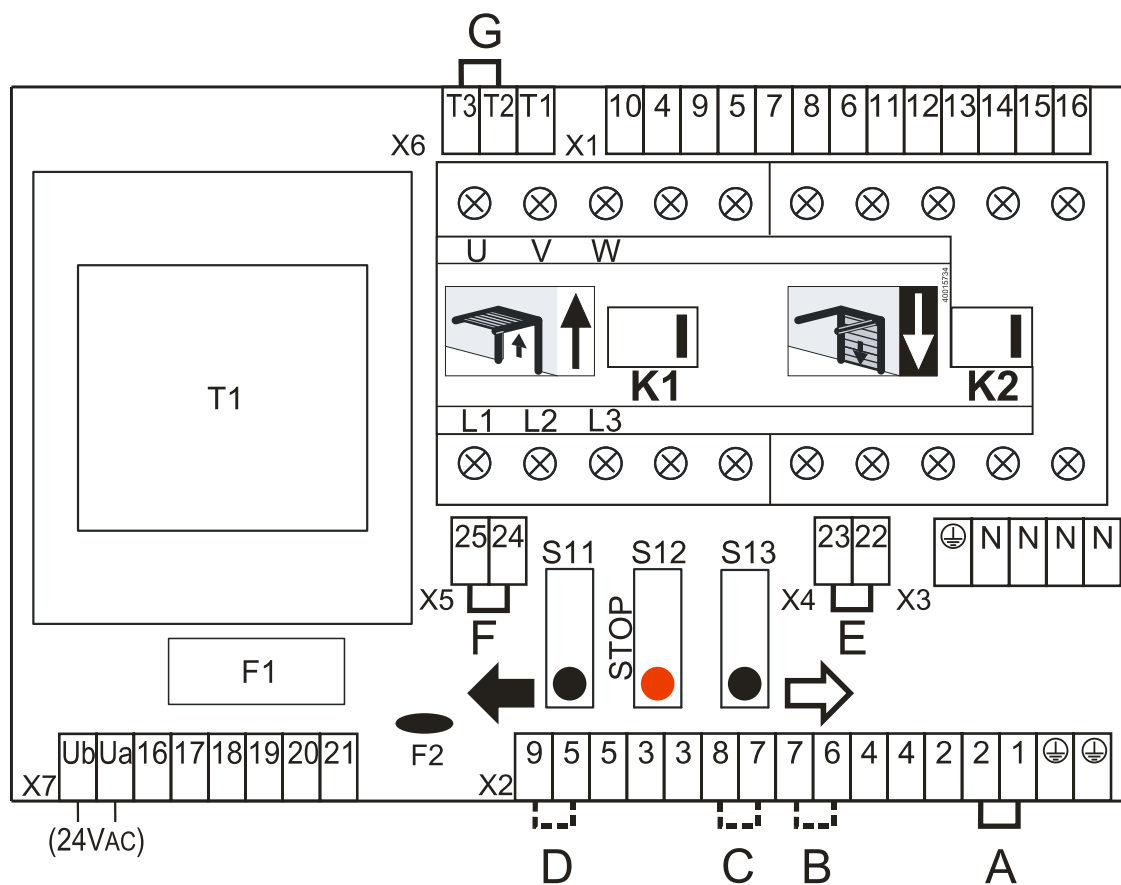 G
T3 T2 T1 10 4 9 5 7 8 6 11 12 13 14 15 16
X6 X1
U V W
40015734
T1
K1 K2
L1 L2 L3
25 24 23 22 N N N N
S11 S12 S13
X5 X4 X3
F STOP E
F1
F2
Ub Ua 16 17 18 19 20 21 9 5 5 3 3 8 7 7 6 4 4 2 2 1
X7 X2
(24VAC)
D C B A